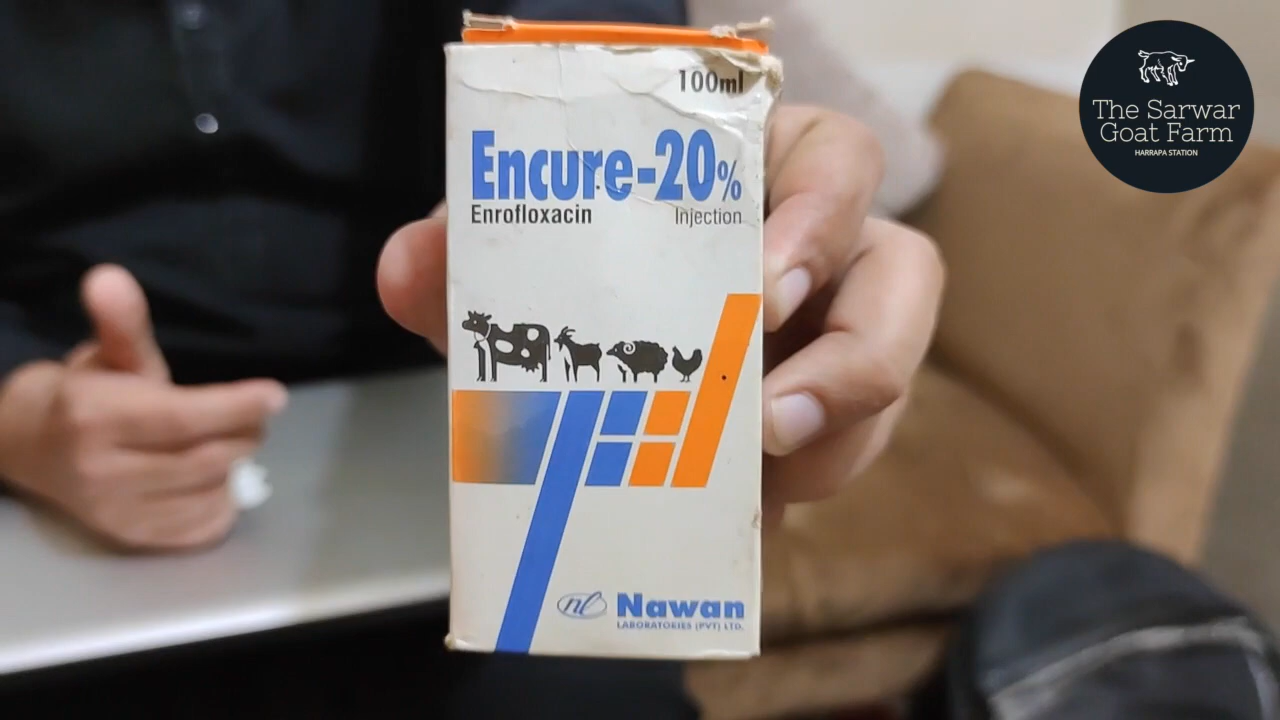 100ml
Encure-20%
Enrofloxacin Injection
nl Nawan
LABORATORIES (PVT) LTD.
The Sarwar
Goat Farm
HARRAPA STATION